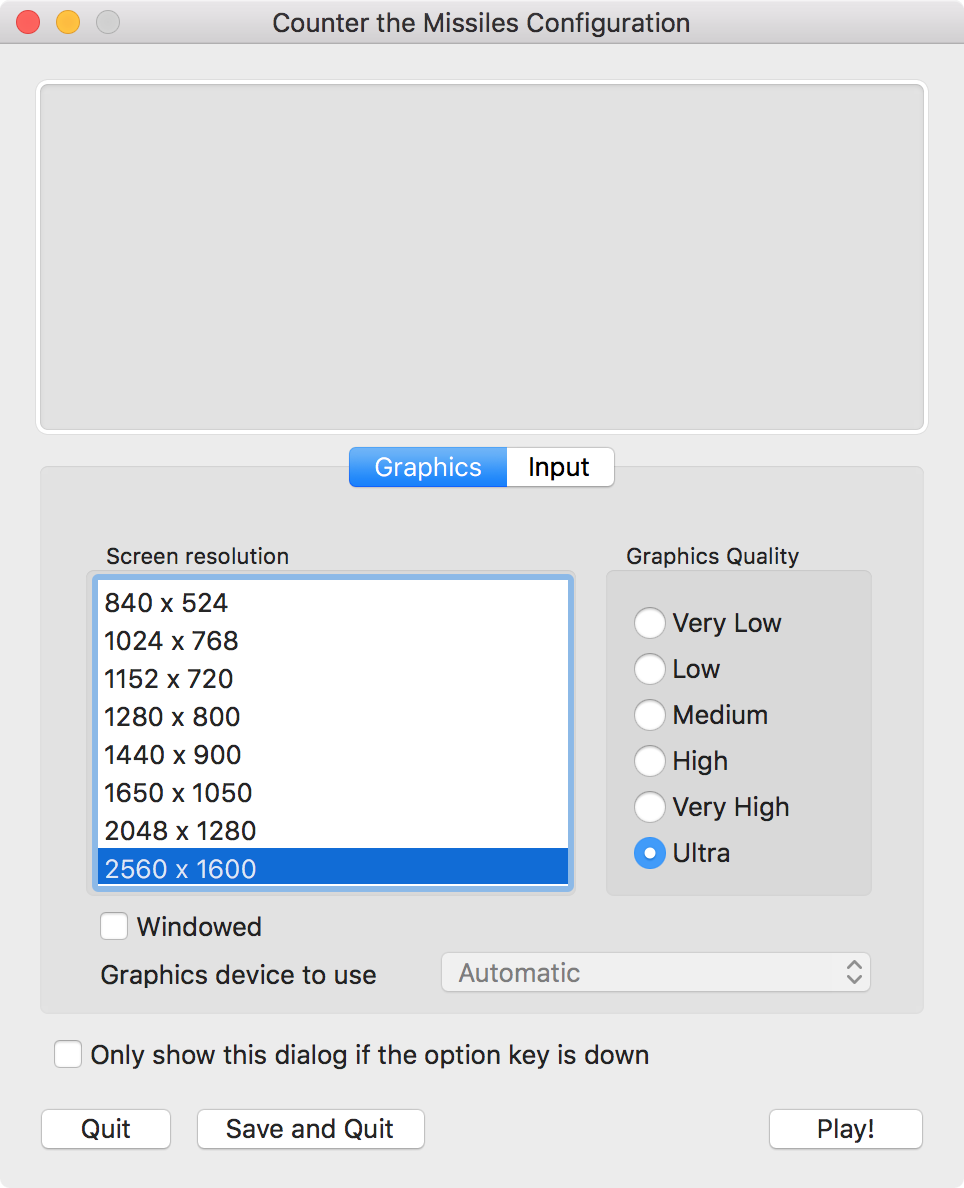 Counter the Missiles Configuration
Graphics Input
Screen resolution
840 x 524
1024 x 768
1152 x 720
1280 x 800
1440 x 900
1650 x 1050
2048 x 1280
2560 x 1600
Graphics Quality
Very Low
Low
Medium
High
Very High
Ultra
Windowed
Graphics device to use Automatic
Only show this dialog if the option key is down
Quit Save and Quit Play!